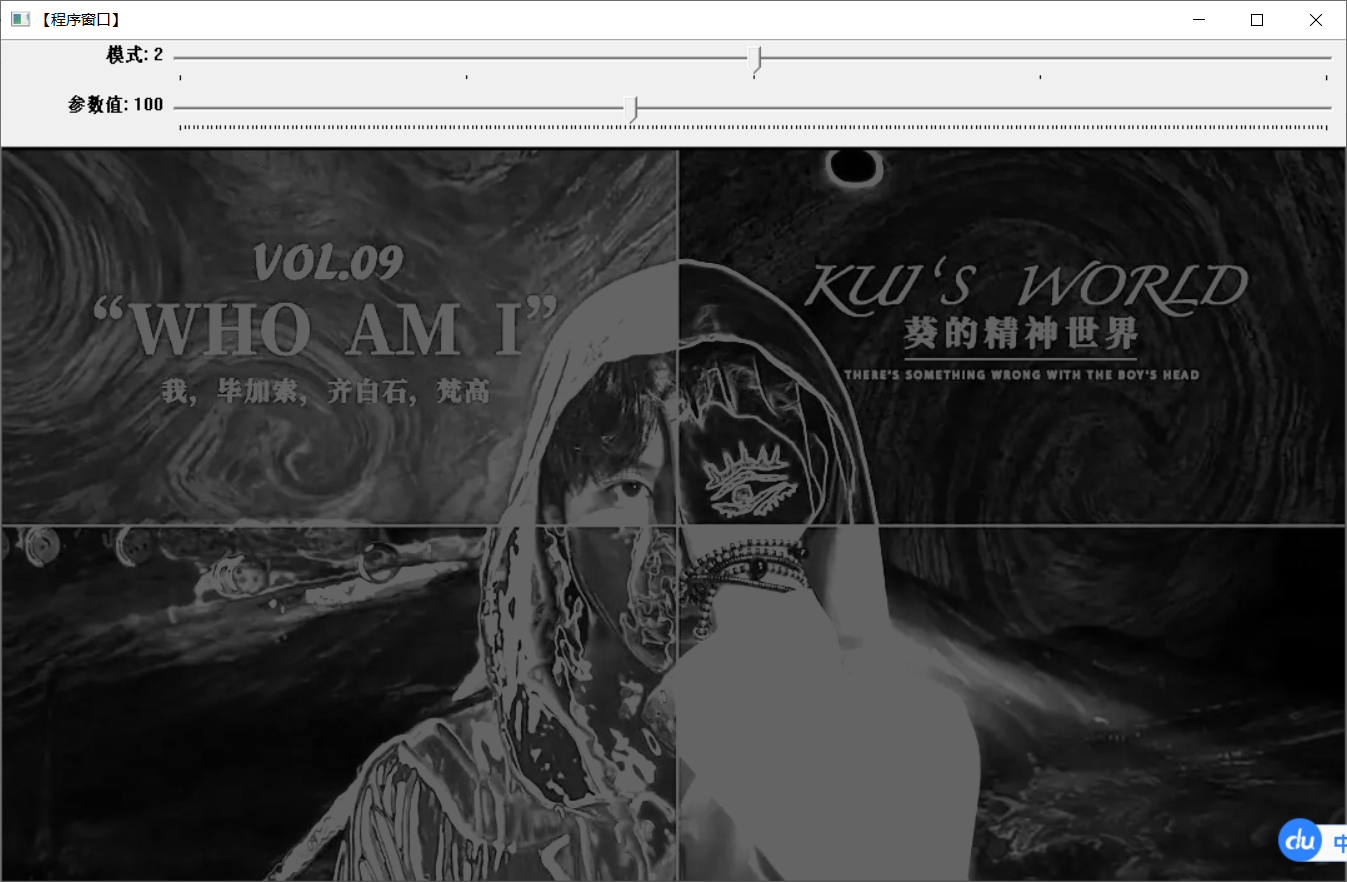 【程序窗口】
模式: 2
参数值: 100
VOL.09
“WHO AM I”
我，毕加索，齐白石，梵高
KUI'S WORLD
葵的精神世界
THERE'S SOMETHING WRONG WITH THE BOY'S HEAD
du
中